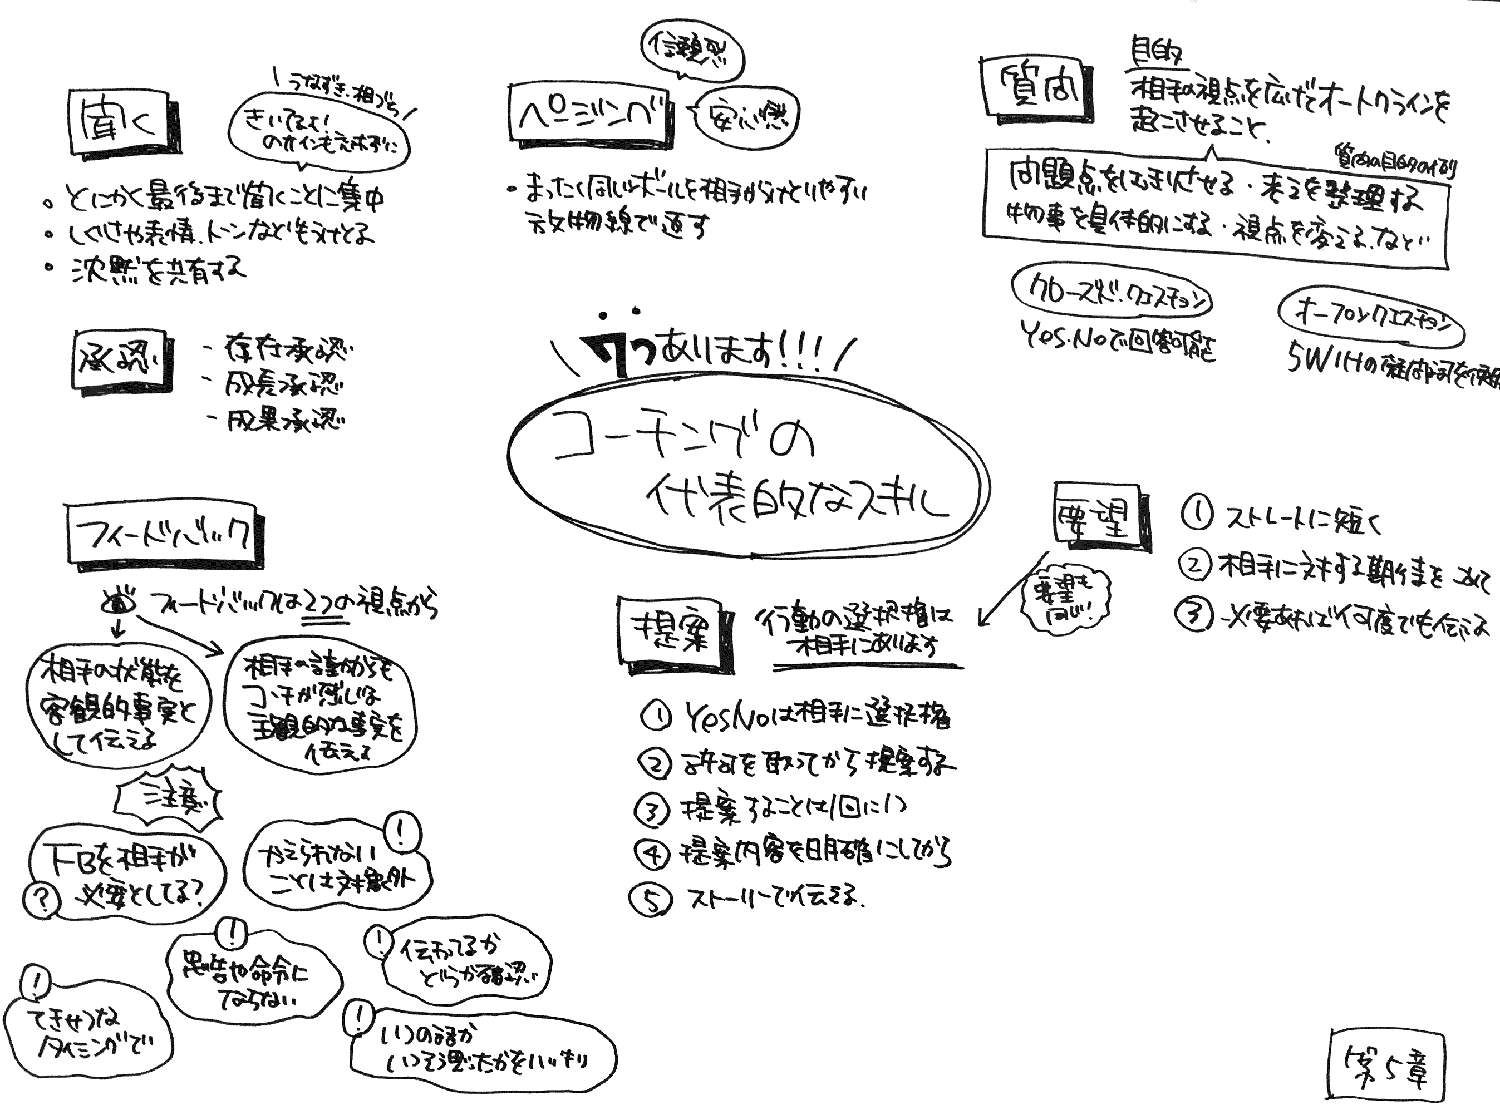 聞く
うなずき、相づち
きいてるよ!
のサインも忘れずに
・とにかく最後まで聞くことに集中
・しぐさや表情、トーンなどもうけとる
・沈黙を共有する
ペーシング
信頼感
安心感
・まったく同じボールを相手がうけとりやすい
放物線で返す
質問
目的
相手の視点を広げてオートクラインを
起こさせること、
質問の目的の例
問題点をはっきりさせる・考えを整理する
物事を具体的にする・視点を変える、など
クローズド・クエスチョン
Yes・Noで回答可能
オープンクエスチョン
5W1Hの疑問詞を使用
承認
- 存在承認
- 成長承認
- 成果承認
7つあります!!!
コーチングの
代表的なスキル
フィードバック
フィードバックは2つの視点から
相手の状態を
客観的事実と
して伝える
相手の言動から
コーチが感じた
主観的な事実を
伝える
注意
FBを相手が
必要としてる?
?
!
かえられない
ことは対象外
!
忠告や命令に
ならない
!
伝わってるか
どうか確認
!
てきせつな
タイミングで
!
いつの話か
いつそう思ったかをハッキリ
要望
① ストレートに短く
② 相手に対する期待をこめて
③ 必要あれば何度でも伝える
要望も
同じ!
提案
行動の選択権は
相手にあります
① YesNoは相手に選択権
② 許可を取ってから提案する
③ 提案することは1回に1つ
④ 提案内容を明確にしてから
⑤ ストーリーで伝える、
第5章